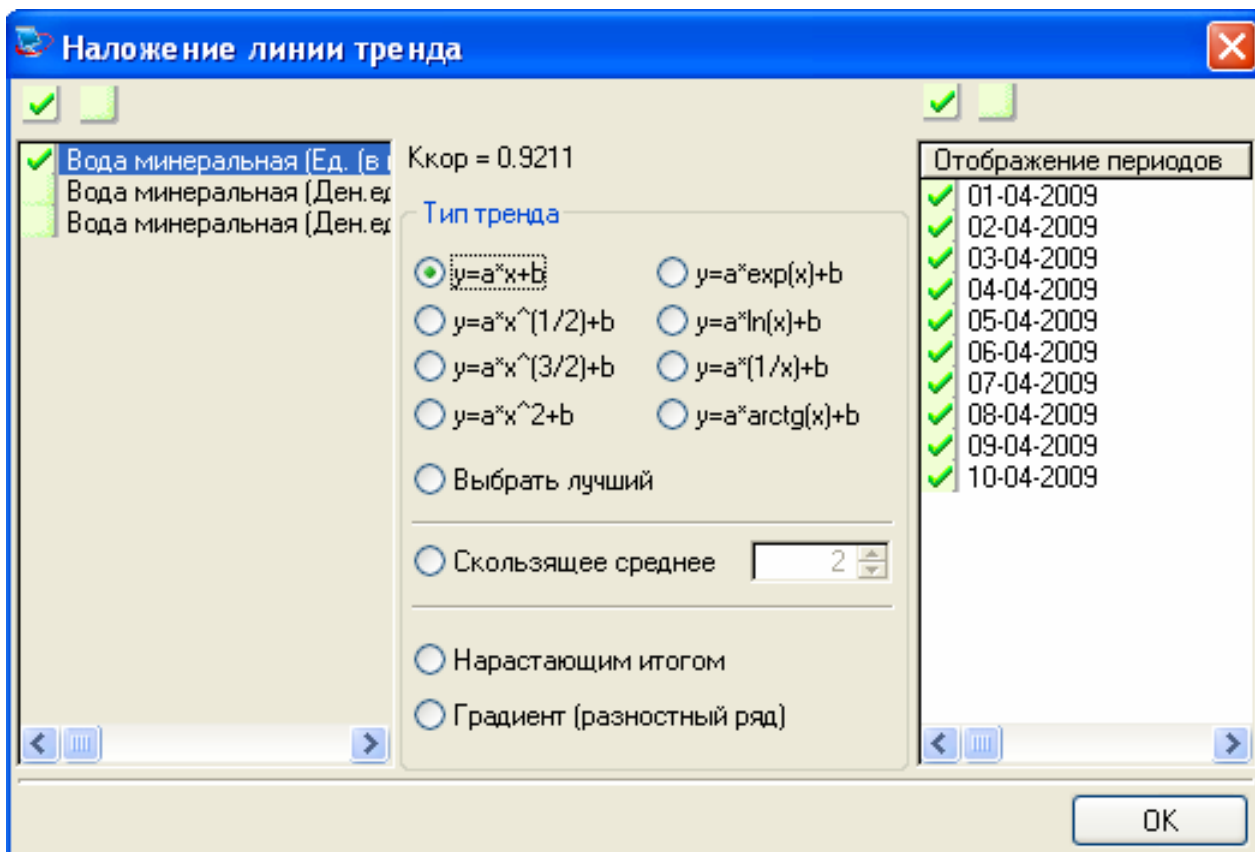 Наложение линии тренда
Вода минеральная (Ед. (в
Вода минеральная (Ден.ед
Вода минеральная (Ден.ед
Ккор = 0.9211
Тип тренда
y=a*x+b
y=a*exp(x)+b
y=a*x^(1/2)+b
y=a*ln(x)+b
y=a*x^(3/2)+b
y=a*(1/x)+b
y=a*x^2+b
y=a*arctg(x)+b
Выбрать лучший
Скользящее среднее 2
Нарастающим итогом
Градиент (разностный ряд)
Отображение периодов
01-04-2009
02-04-2009
03-04-2009
04-04-2009
05-04-2009
06-04-2009
07-04-2009
08-04-2009
09-04-2009
10-04-2009
OK